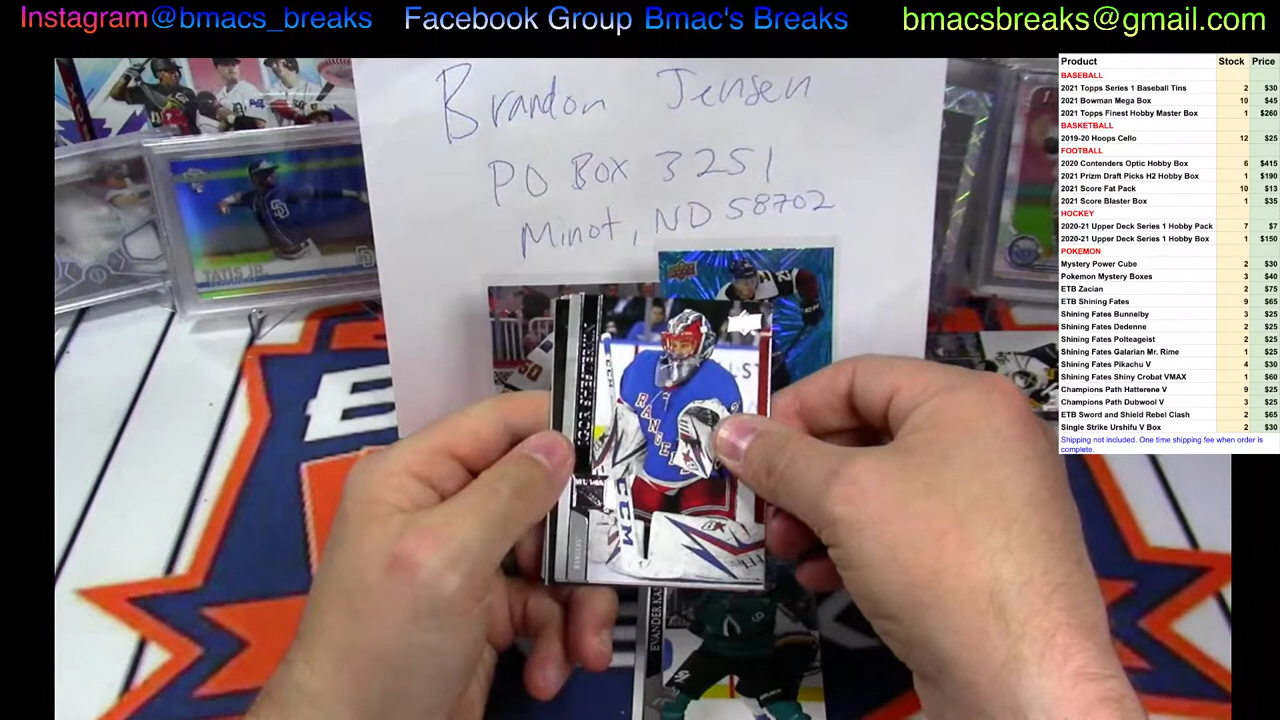 Instagram@bmacs_breaks Facebook Group Bmac's Breaks bmacsbreaks@gmail.com
Brandon Jensen
PO Box 3251
Minot, ND 58702
TATIS JR.
IGOR SHESTERKIN
RANGERS
CCM
EVANDER KAN
Product Stock Price
BASEBALL
2021 Topps Series 1 Baseball Tins 2 $30
2021 Bowman Mega Box 10 $45
2021 Topps Finest Hobby Master Box 1 $260
BASKETBALL
2019-20 Hoops Cello 12 $25
FOOTBALL
2020 Contenders Optic Hobby Box 6 $415
2021 Prizm Draft Picks H2 Hobby Box 1 $190
2021 Score Fat Pack 10 $13
2021 Score Blaster Box 1 $35
HOCKEY
2020-21 Upper Deck Series 1 Hobby Pack 7 $7
2020-21 Upper Deck Series 1 Hobby Box 1 $150
POKEMON
Mystery Power Cube 2 $30
Pokemon Mystery Boxes 3 $40
ETB Zacian 2 $75
ETB Shining Fates 9 $65
Shining Fates Bunnelby 3 $25
Shining Fates Dedenne 2 $25
Shining Fates Polteageist 2 $25
Shining Fates Galarian Mr. Rime 1 $25
Shining Fates Pikachu V 4 $30
Shining Fates Shiny Crobat VMAX 1 $60
Champions Path Hatterene V 9 $25
Champions Path Dubwool V 3 $25
ETB Sword and Shield Rebel Clash 2 $65
Single Strike Urshifu V Box 2 $30
Shipping not included. One time shipping fee when order is
complete.